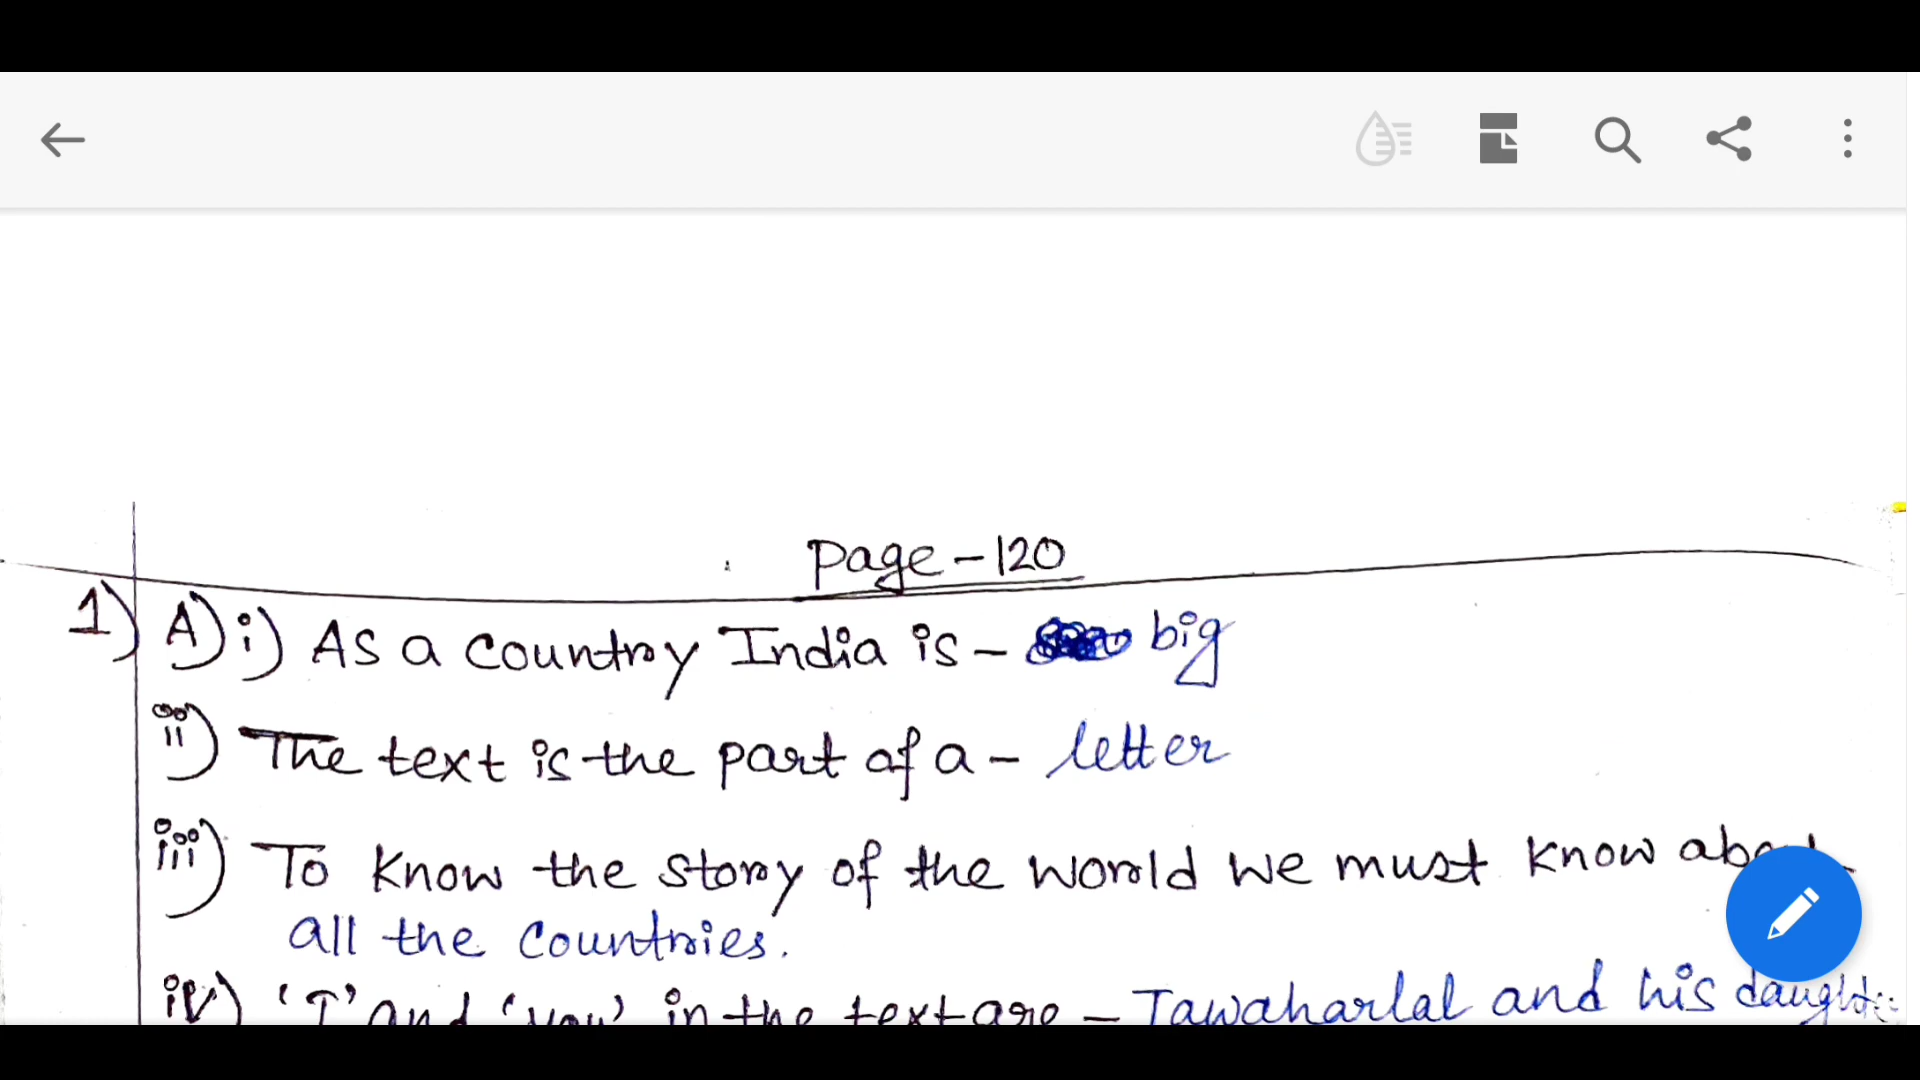 Page - 120
1) A) i) As a country India is - big
ii) The text is the part of a - letter
iii) To know the story of the world we must know
all the countries.
iv) 'I' and 'you' in the text are - Jawaharlal and his